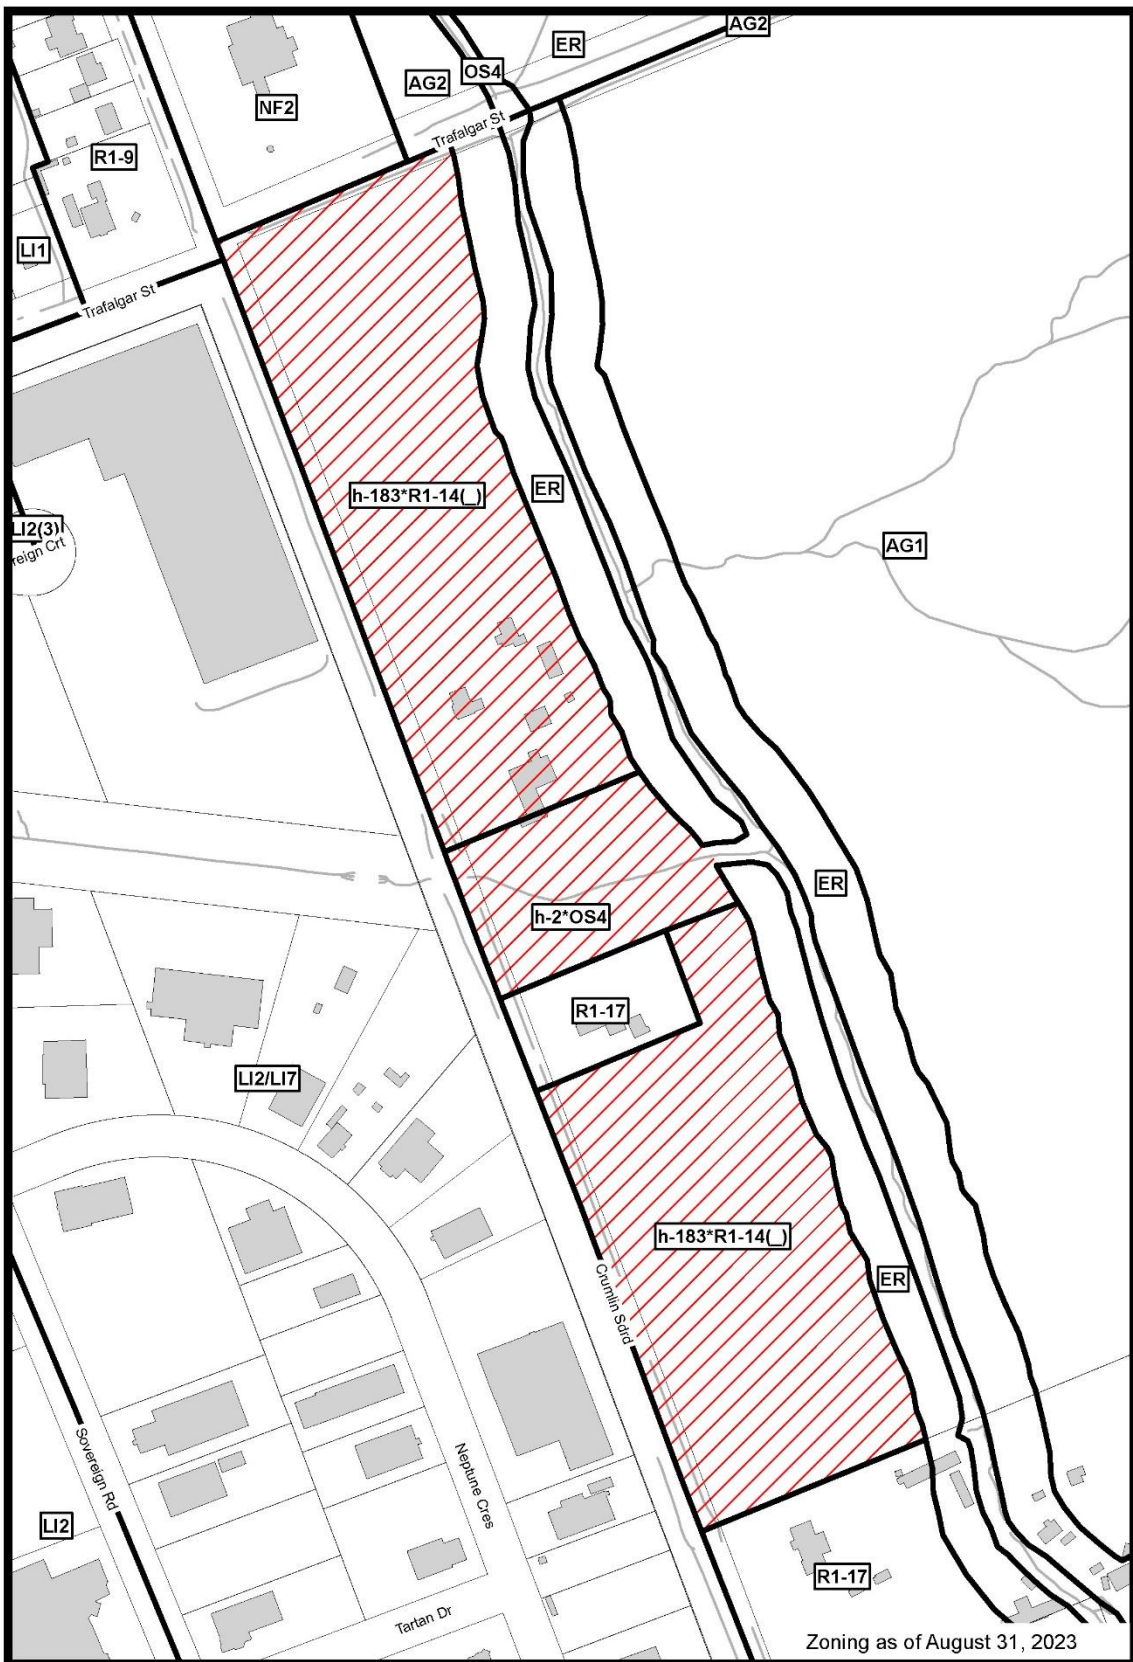 AG2
ER
OS4
AG2
NF2
Trafalgar St
R1-9
LI1
Trafalgar St
h-183*R1-14(_)
ER
LI2(3)
reign Crt
AG1
ER
h-2*OS4
R1-17
LI2/LI7
h-183*R1-14(_)
ER
Crumlin Sdrd
Sovereign Rd
Neptune Cres
LI2
R1-17
Tartan Dr
Zoning as of August 31, 2023